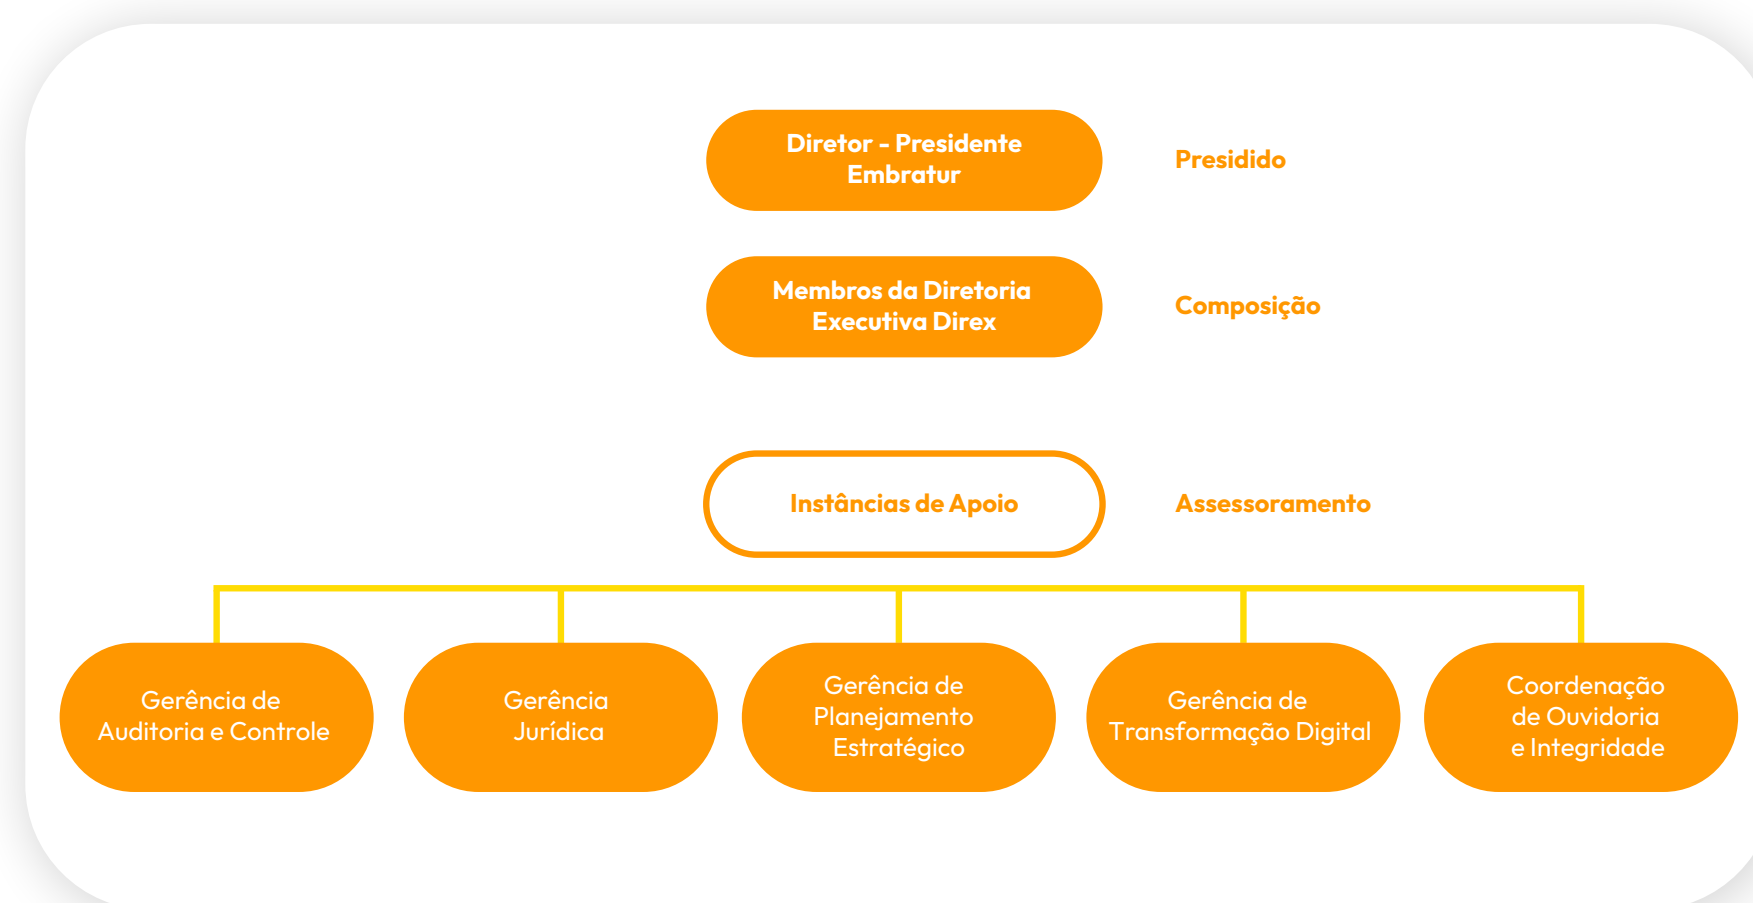 Diretor - Presidente
Embratur
Presidido
Membros da Diretoria
Executiva Direx
Composição
Instâncias de Apoio
Assessoramento
Gerência de
Auditoria e Controle
Gerência
Jurídica
Gerência de
Planejamento
Estratégico
Gerência de
Transformação Digital
Coordenação
de Ouvidoria
e Integridade